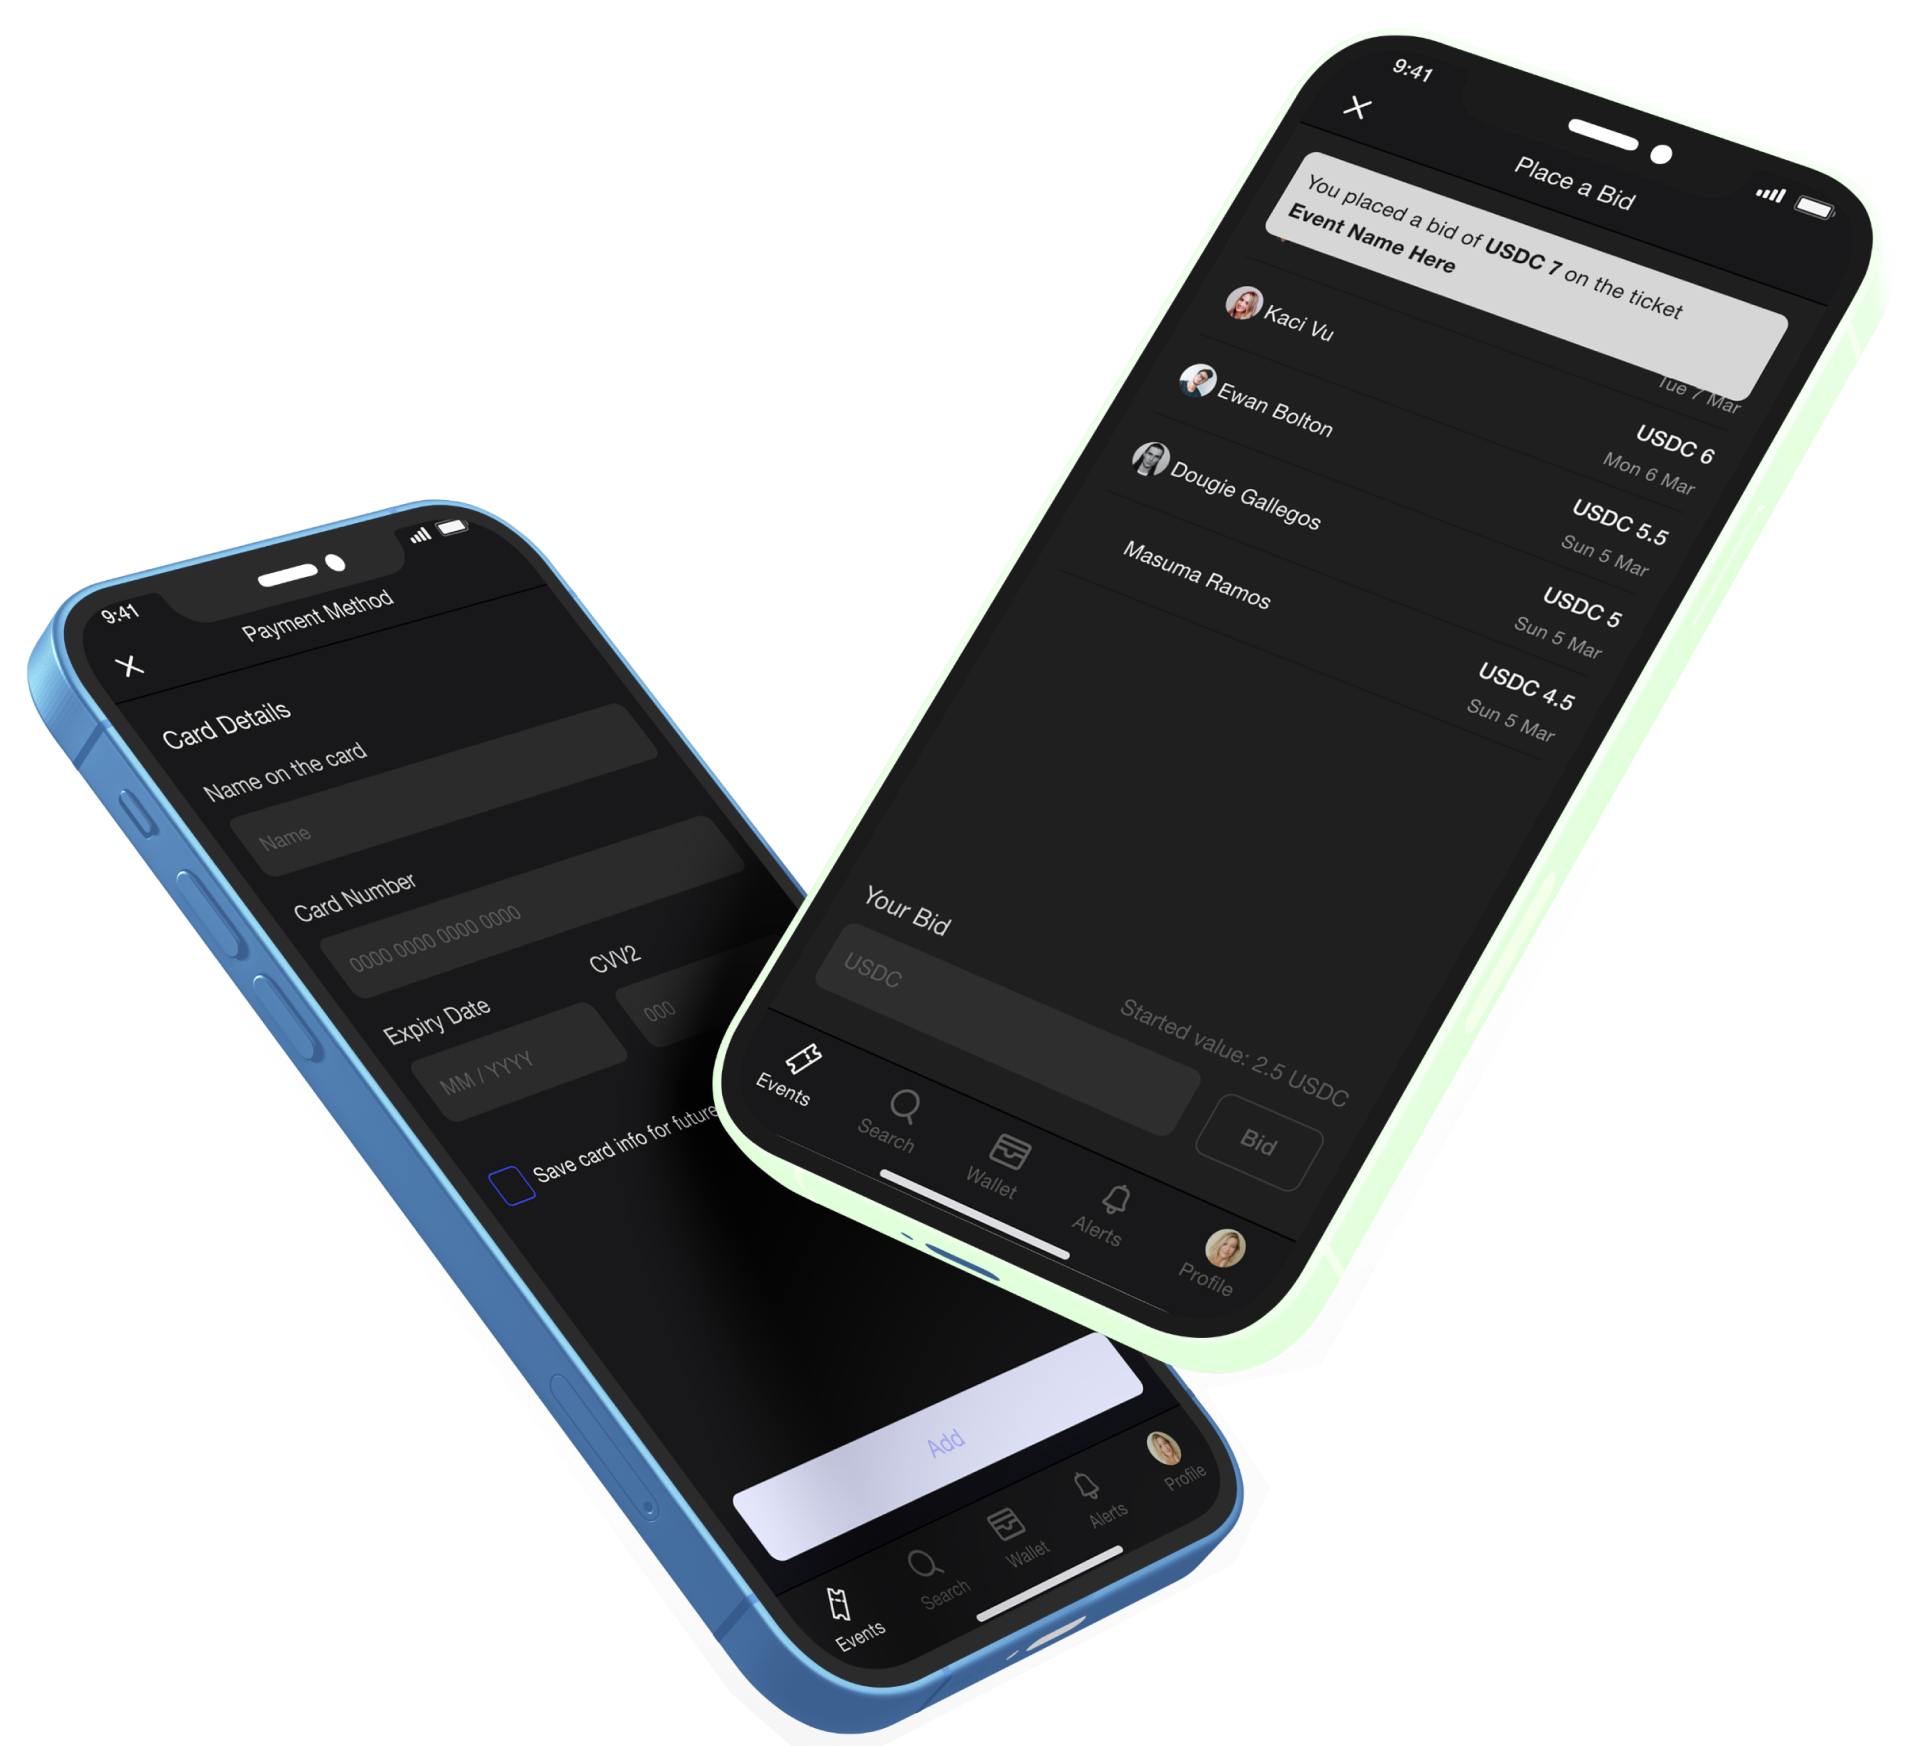 9:41
Payment Method
Card Details
Name on the card
Name
Card Number
0000 0000 0000 0000
Expiry Date
CVV2
MM / YYYY
000
Save card info for future
Add
Events
Search
Wallet
Alerts
Profile
9:41
Place a Bid
You placed a bid of USDC 7 on the ticket
Event Name Here
Tue 7 Mar
Kaci Vu
USDC 6
Mon 6 Mar
Ewan Bolton
USDC 5.5
Sun 5 Mar
Dougie Gallegos
USDC 5
Sun 5 Mar
Masuma Ramos
USDC 4.5
Sun 5 Mar
Your Bid
Started value: 2.5 USDC
USDC
Bid
Events
Search
Wallet
Alerts
Profile